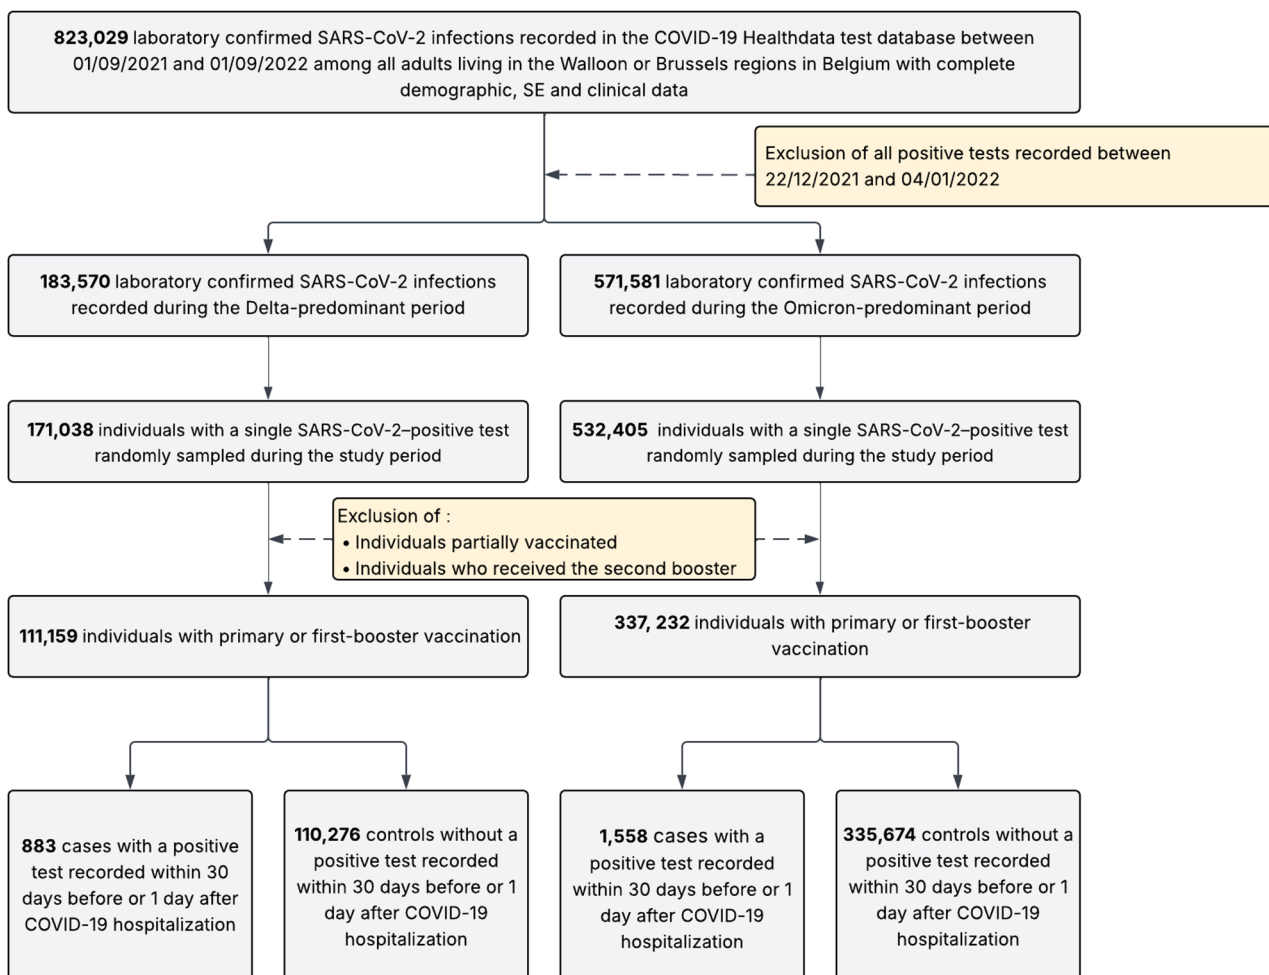 823,029 laboratory confirmed SARS-CoV-2 infections recorded in the COVID-19 Healthdata test database between
01/09/2021 and 01/09/2022 among all adults living in the Walloon or Brussels regions in Belgium with complete
demographic, SE and clinical data
Exclusion of all positive tests recorded between
22/12/2021 and 04/01/2022
183,570 laboratory confirmed SARS-CoV-2 infections
recorded during the Delta-predominant period
571,581 laboratory confirmed SARS-CoV-2 infections
recorded during the Omicron-predominant period
171,038 individuals with a single SARS-CoV-2–positive test
randomly sampled during the study period
532,405 individuals with a single SARS-CoV-2–positive test
randomly sampled during the study period
Exclusion of :
• Individuals partially vaccinated
• Individuals who received the second booster
111,159 individuals with primary or first-booster vaccination
337, 232 individuals with primary or first-booster
vaccination
883 cases with a positive
test recorded within 30
days before or 1 day after
COVID-19 hospitalization
110,276 controls without a
positive test recorded
within 30 days before or 1
day after COVID-19
hospitalization
1,558 cases with a
positive test recorded
within 30 days before or 1
day after COVID-19
hospitalization
335,674 controls without a
positive test recorded
within 30 days before or 1
day after COVID-19
hospitalization